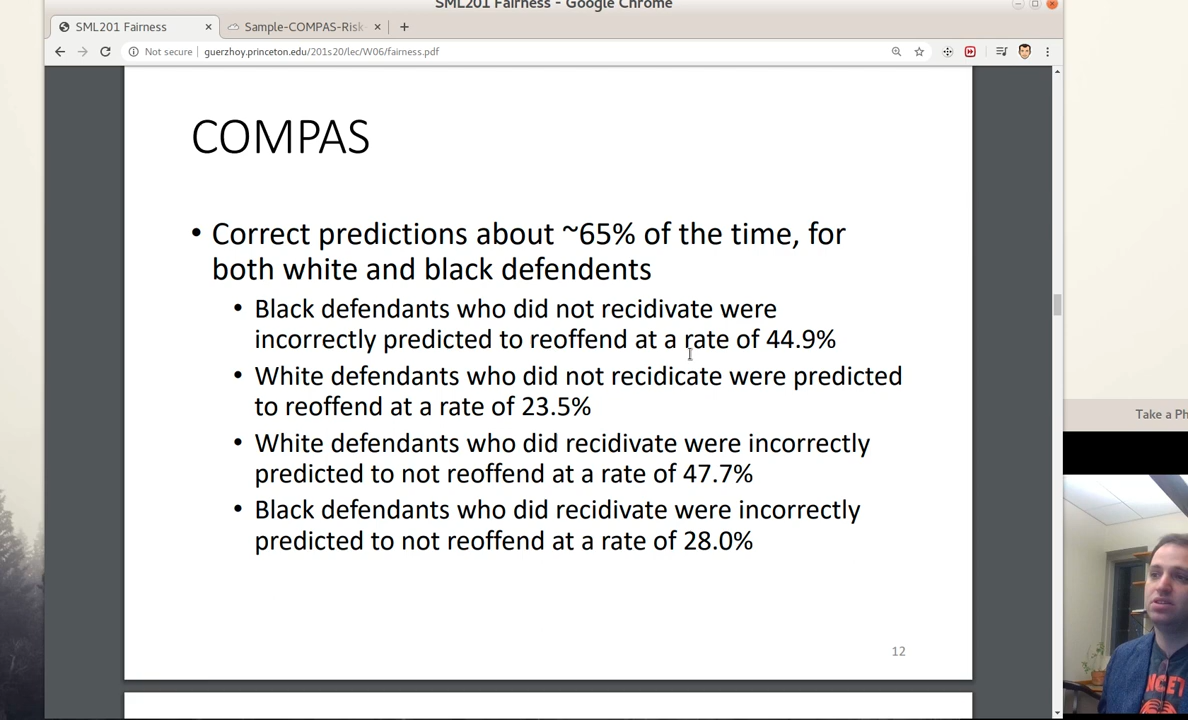 SML201 Fairness - Google Chrome
SML201 Fairness
Sample-COMPAS-Risk
Not secure
guerzhoy.princeton.edu/201s20/lec/W06/fairness.pdf
COMPAS
• Correct predictions about ~65% of the time, for
both white and black defendents
• Black defendants who did not recidivate were
incorrectly predicted to reoffend at a rate of 44.9%
• White defendants who did not recidicate were predicted
to reoffend at a rate of 23.5%
• White defendants who did recidivate were incorrectly
predicted to not reoffend at a rate of 47.7%
• Black defendants who did recidivate were incorrectly
predicted to not reoffend at a rate of 28.0%
12
Take a Ph
NCET